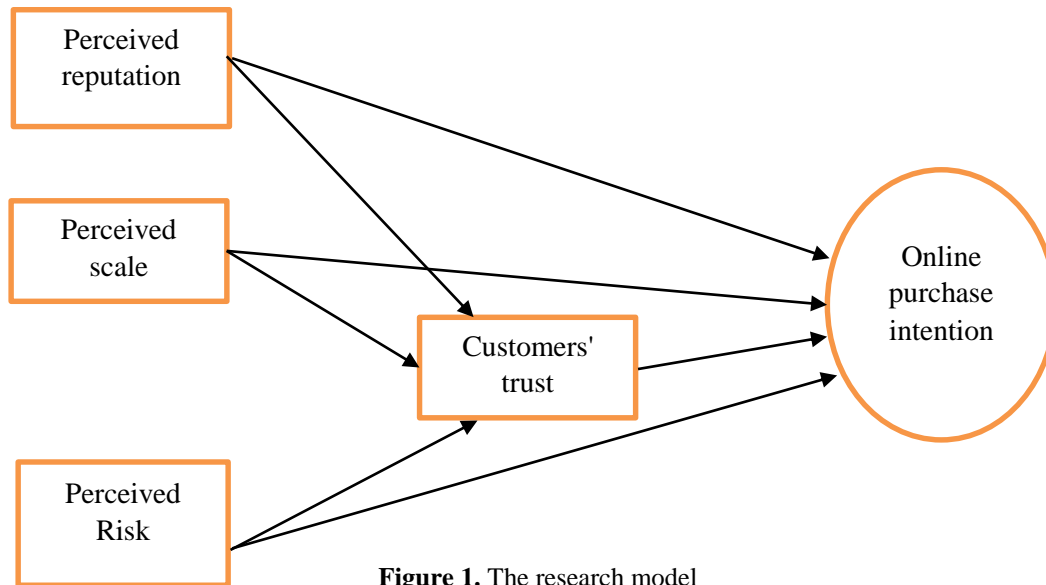 Perceived
reputation
Perceived
scale
Customers'
trust
Online
purchase
intention
Perceived
Risk
Figure 1. The research model